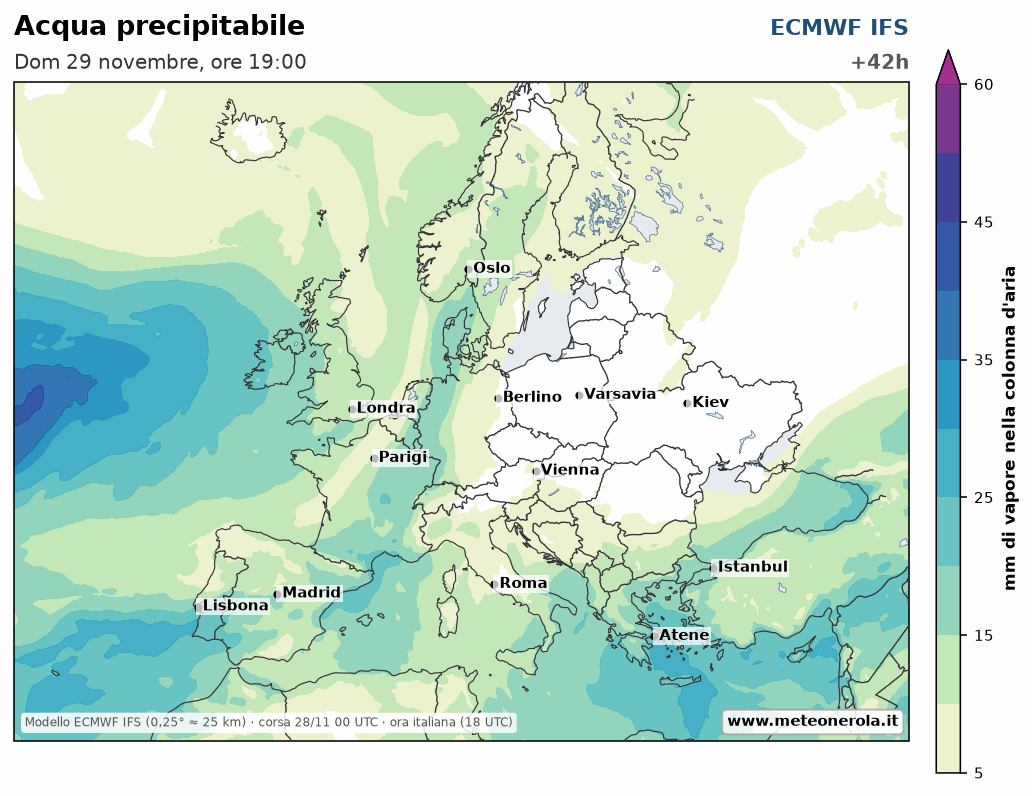 Acqua precipitabile
ECMWF IFS
Dom 29 novembre, ore 19:00
+42h
60
45
35
25
15
5
mm di vapore nella colonna d'aria
Oslo
Berlino
Varsavia
Kiev
Londra
Parigi
Vienna
Istanbul
Roma
Madrid
Lisbona
Atene
Modello ECMWF IFS (0,25° ≈ 25 km) · corsa 28/11 00 UTC · ora italiana (18 UTC)
www.meteonerola.it